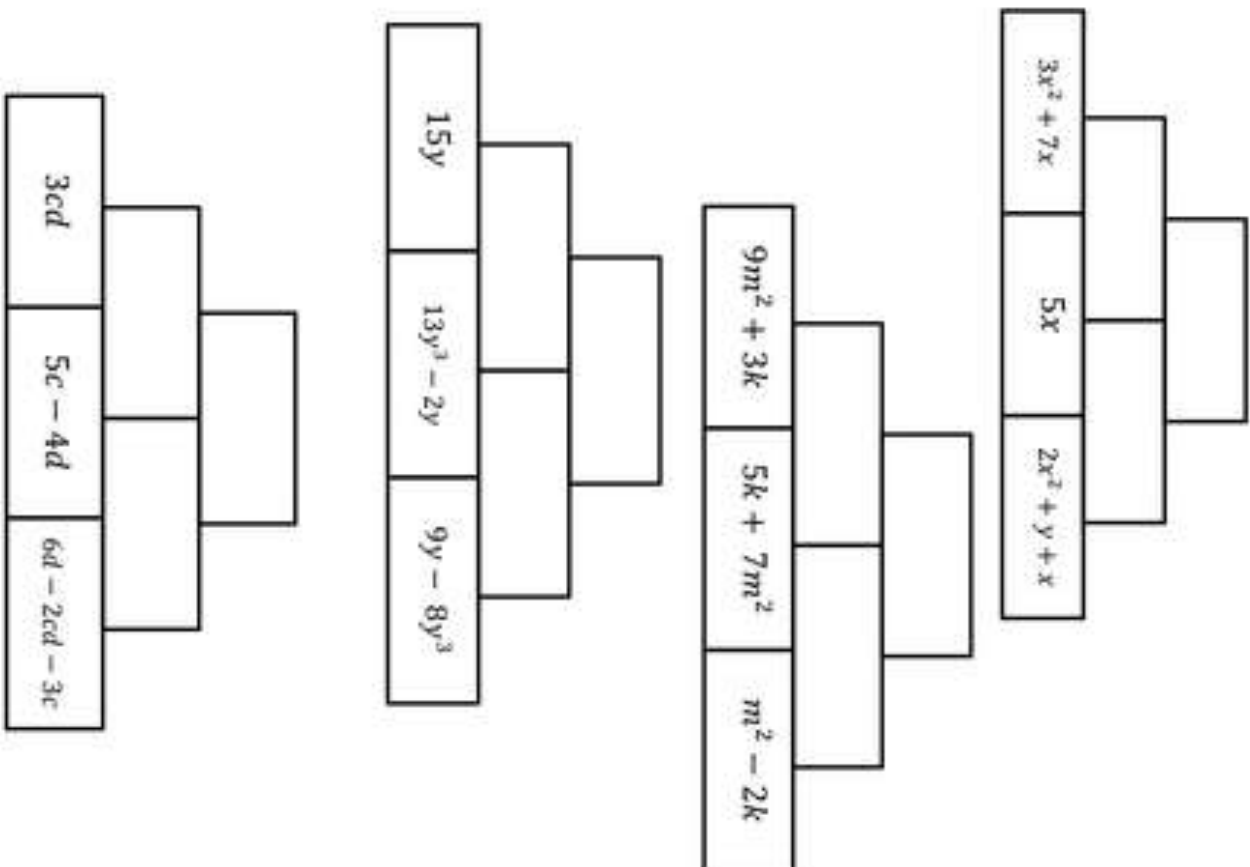 3x² + 7x
5x
2x² + y + x
9m² + 3k
5k + 7m²
m² − 2k
15y
13y³ − 2y
9y − 8y³
3cd
5c − 4d
6d − 2cd − 3c